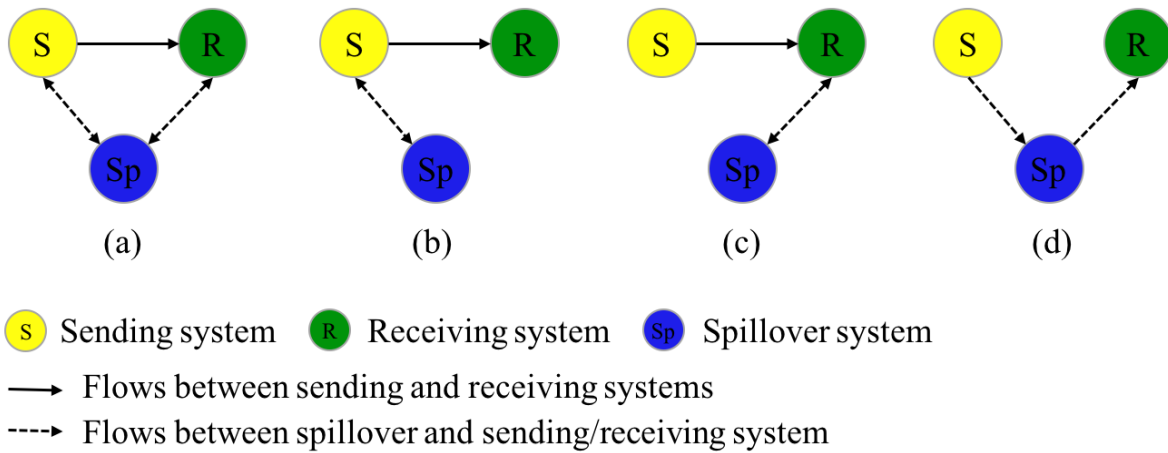 S R S R S R S R
Sp Sp Sp Sp
(a) (b) (c) (d)
S Sending system R Receiving system Sp Spillover system
Flows between sending and receiving systems
Flows between spillover and sending/receiving system